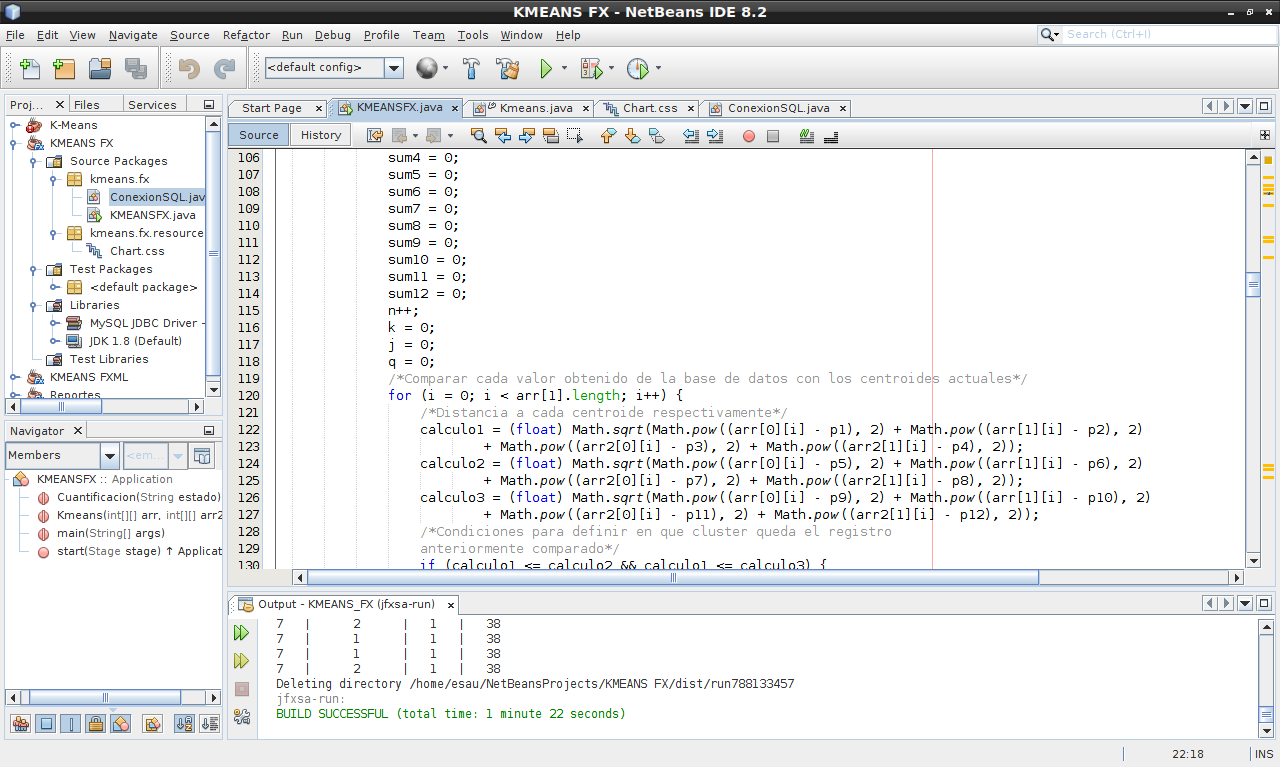 KMEANS FX - NetBeans IDE 8.2
File Edit View Navigate Source Refactor Run Debug Profile Team Tools Window Help
Search (Ctrl+I)
<default config>
Proj... Files Services
K-Means
KMEANS FX
Source Packages
kmeans.fx
ConexionSQL.jav
KMEANSFX.java
kmeans.fx.resource
Chart.css
Test Packages
<default package>
Libraries
MySQL JDBC Driver -
JDK 1.8 (Default)
Test Libraries
KMEANS FXML
Reportes
Navigator
Members
<em...
KMEANSFX :: Application
Cuantificacion(String estado)
Kmeans(int[][] arr, int[][] arr2
main(String[] args)
start(Stage stage) ↑ Applicat
Start Page KMEANSFX.java Kmeans.java Chart.css ConexionSQL.java
Source History
106 sum4 = 0;
107 sum5 = 0;
108 sum6 = 0;
109 sum7 = 0;
110 sum8 = 0;
111 sum9 = 0;
112 sum10 = 0;
113 sum11 = 0;
114 sum12 = 0;
115 n++;
116 k = 0;
117 j = 0;
118 q = 0;
119 /*Comparar cada valor obtenido de la base de datos con los centroides actuales*/
120 for (i = 0; i < arr[1].length; i++) {
121 /*Distancia a cada centroide respectivamente*/
122 calculo1 = (float) Math.sqrt(Math.pow((arr[0][i] - p1), 2) + Math.pow((arr[1][i] - p2), 2)
123 + Math.pow((arr2[0][i] - p3), 2) + Math.pow((arr2[1][i] - p4), 2));
124 calculo2 = (float) Math.sqrt(Math.pow((arr[0][i] - p5), 2) + Math.pow((arr[1][i] - p6), 2)
125 + Math.pow((arr2[0][i] - p7), 2) + Math.pow((arr2[1][i] - p8), 2));
126 calculo3 = (float) Math.sqrt(Math.pow((arr[0][i] - p9), 2) + Math.pow((arr[1][i] - p10), 2)
127 + Math.pow((arr2[0][i] - p11), 2) + Math.pow((arr2[1][i] - p12), 2));
128 /*Condiciones para definir en que cluster queda el registro
129 anteriormente comparado*/
130 if (calculo1 <= calculo2 && calculo1 <= calculo3) {
Output - KMEANS_FX (jfxsa-run)
7 | 2 | 1 | 38
7 | 1 | 1 | 38
7 | 1 | 1 | 38
7 | 2 | 1 | 38
Deleting directory /home/esau/NetBeansProjects/KMEANS FX/dist/run788133457
jfxsa-run:
BUILD SUCCESSFUL (total time: 1 minute 22 seconds)
22:18 INS